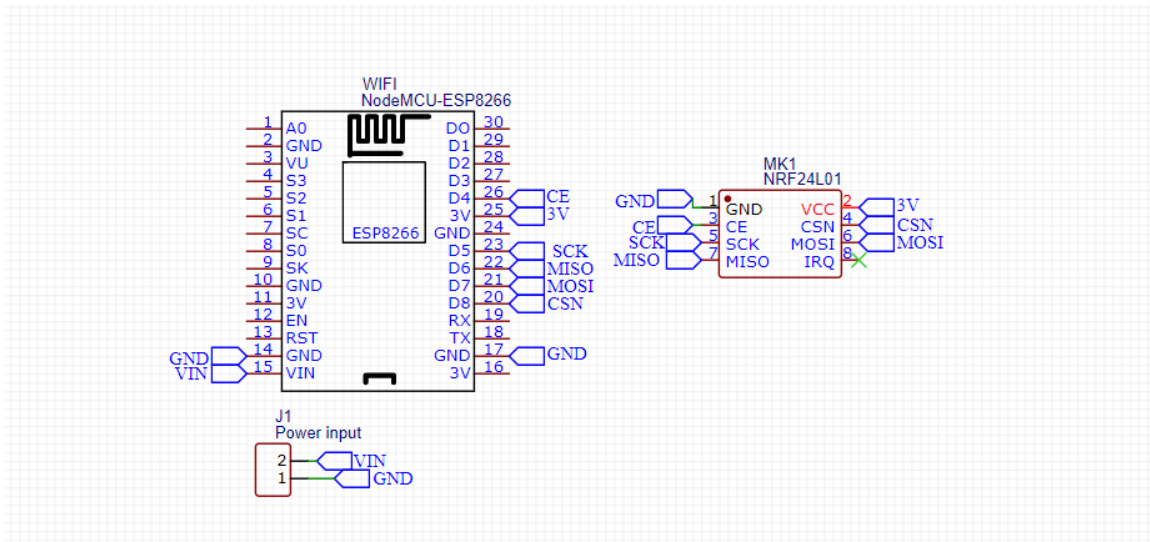 WIFI
NodeMCU-ESP8266
1 A0 DO 30
2 GND D1 29
3 VU D2 28
4 S3 D3 27
5 S2 D4 26 CE
6 S1 3V 25 3V
7 SC ESP8266 GND 24
8 S0 D5 23 SCK
9 SK D6 22 MISO
10 GND D7 21 MOSI
11 3V D8 20 CSN
12 EN RX 19
13 RST TX 18
GND 14 GND GND 17 GND
VIN 15 VIN 3V 16
J1
Power input
2 VIN
1 GND
MK1
NRF24L01
GND 1 GND VCC 2 3V
CE 3 CE CSN 4 CSN
SCK 5 SCK MOSI 6 MOSI
MISO 7 MISO IRQ 8